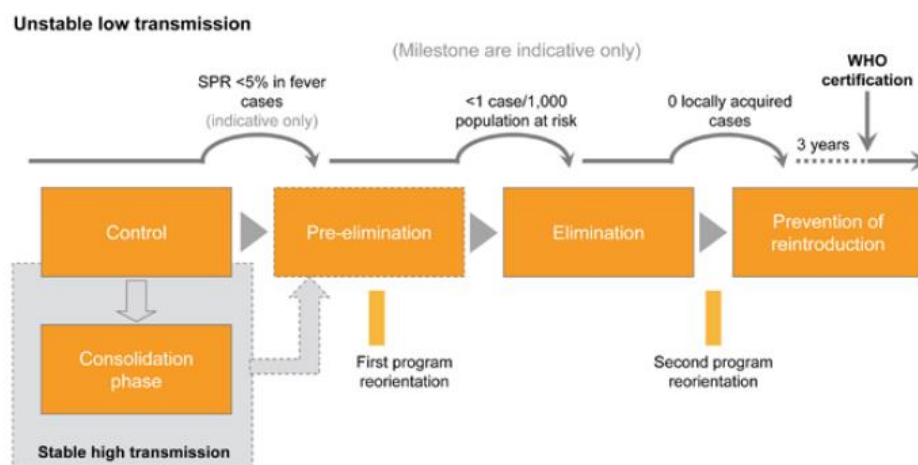 Unstable low transmission
(Milestone are indicative only)
WHO
certification
SPR <5% in fever
cases
(indicative only)
<1 case/1,000
population at risk
0 locally acquired
cases
3 years
Control
Pre-elimination
Elimination
Prevention of
reintroduction
Consolidation
phase
First program
reorientation
Second program
reorientation
Stable high transmission